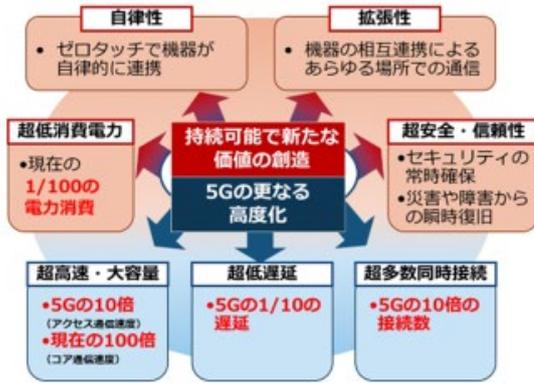 自律性
• ゼロタッチで機器が
自律的に連携
拡張性
• 機器の相互連携による
あらゆる場所での通信
超低消費電力
•現在の
1/100の
電力消費
持続可能で新たな
価値の創造
5Gの更なる
高度化
超安全・信頼性
•セキュリティの
常時確保
•災害や障害から
の瞬時復旧
超高速・大容量
•5Gの10倍
(アクセス通信速度)
•現在の100倍
(コア通信速度)
超低遅延
•5Gの1/10の
遅延
超多数同時接続
•5Gの10倍の
接続数